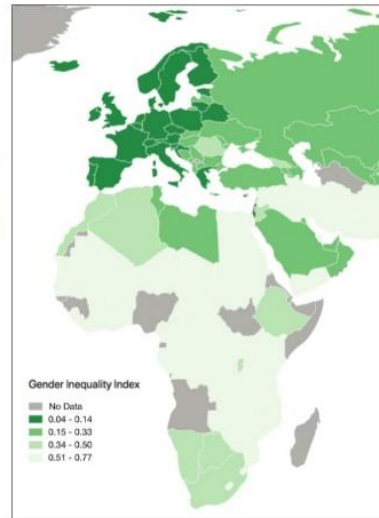 Gender Inequality Index
No Data
0.04 - 0.14
0.15 - 0.33
0.34 - 0.50
0.51 - 0.77